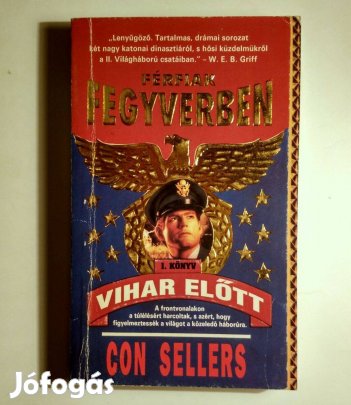 „Lenyűgöző. Tartalmas, drámai sorozat
két nagy katonai dinasztiáról, s hősi küzdelmükről
a II. Világháború csatáiban.” – W. E. B. Griff
FÉRFIAK
FEGYVERBEN
I. KÖNYV
VIHAR ELŐTT
A frontvonalakon
a túlélésért harcoltak, s azért, hogy
figyelmeztessék a világot a közeledő háborúra.
CON SELLERS
Jófogás